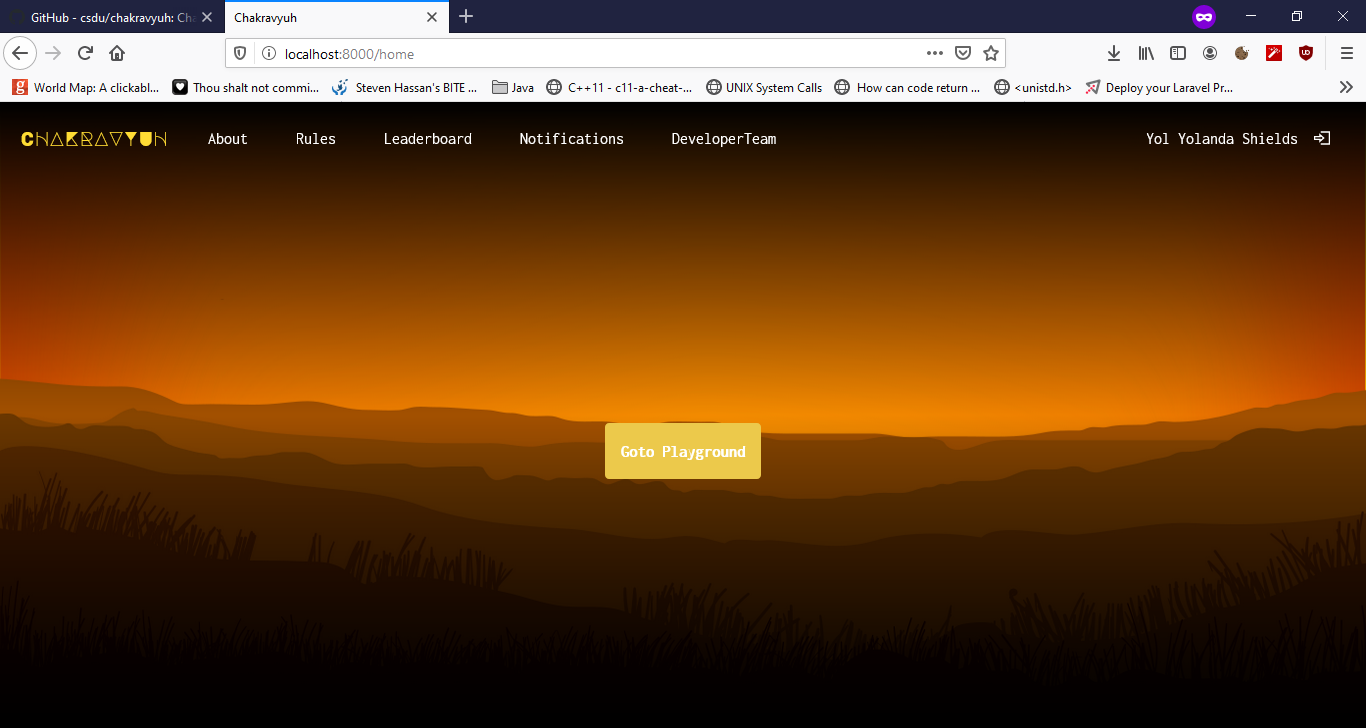 GitHub - csdu/chakravyuh: Cha
Chakravyuh
localhost:8000/home
World Map: A clickabl...
Thou shalt not commi...
Steven Hassan's BITE ...
Java
C++11 - c11-a-cheat-...
UNIX System Calls
How can code return ...
<unistd.h>
Deploy your Laravel Pr...
CHAKRAVYUH
About
Rules
Leaderboard
Notifications
DeveloperTeam
Yol Yolanda Shields
Goto Playground